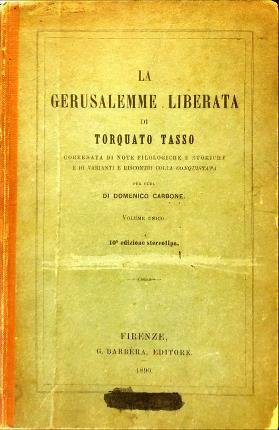 LA
GERUSALEMME LIBERATA
DI
TORQUATO TASSO
CORREDATA DI NOTE FILOLOGICHE E STORICHE
E DI VARIANTI E RISCONTRI COLLA CONQUISTATA
PER CURA
DI DOMENICO CARBONE.
VOLUME UNICO.
10ª edizione stereotipa.
FIRENZE,
G. BARBÈRA, EDITORE.
1890.